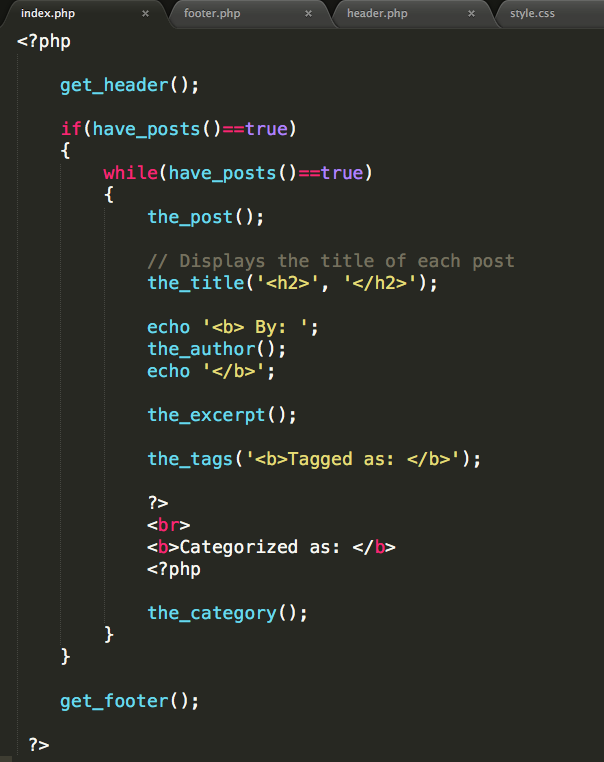 index.php × footer.php × header.php × style.css
<?php
get_header();
if(have_posts()==true)
{
while(have_posts()==true)
{
the_post();
// Displays the title of each post
the_title('<h2>', '</h2>');
echo '<b> By: ';
the_author();
echo '</b>';
the_excerpt();
the_tags('<b>Tagged as: </b>');
?>
<br>
<b>Categorized as: </b>
<?php
the_category();
}
}
get_footer();
?>